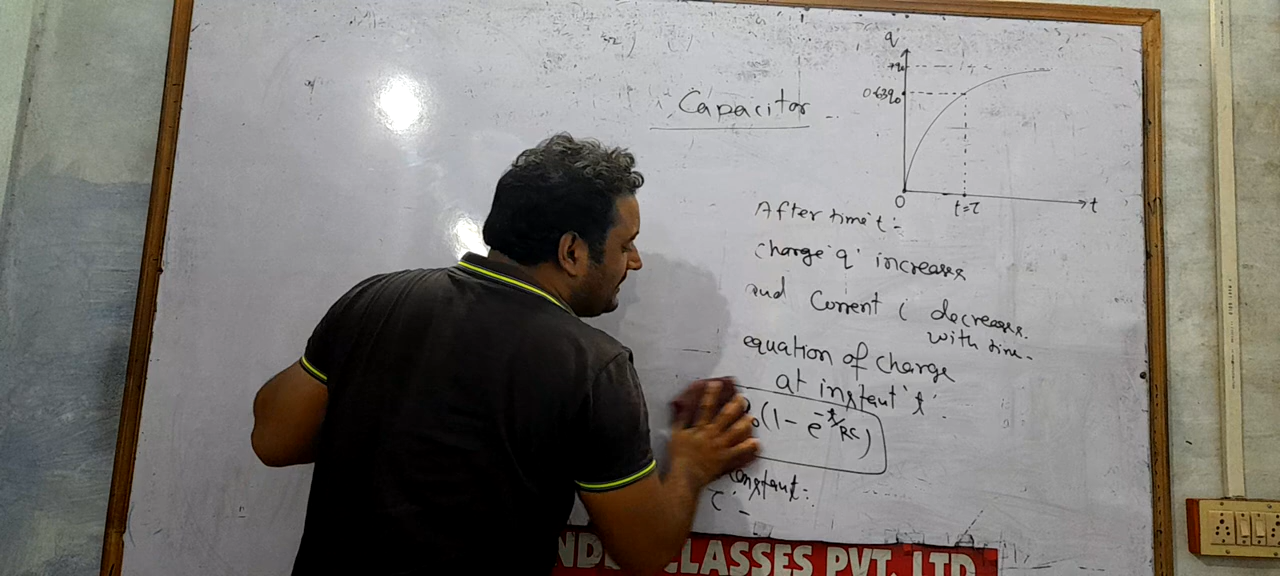 Capacitor
q
q₀
0.63q₀
0
t=τ
t
After time 't' :-
charge 'q' increases
and Current i decreases
with time.
equation of charge
at instant 't'.
(1 - e^-t/RC)
constant :-
τ -
CLASSES PVT. LTD